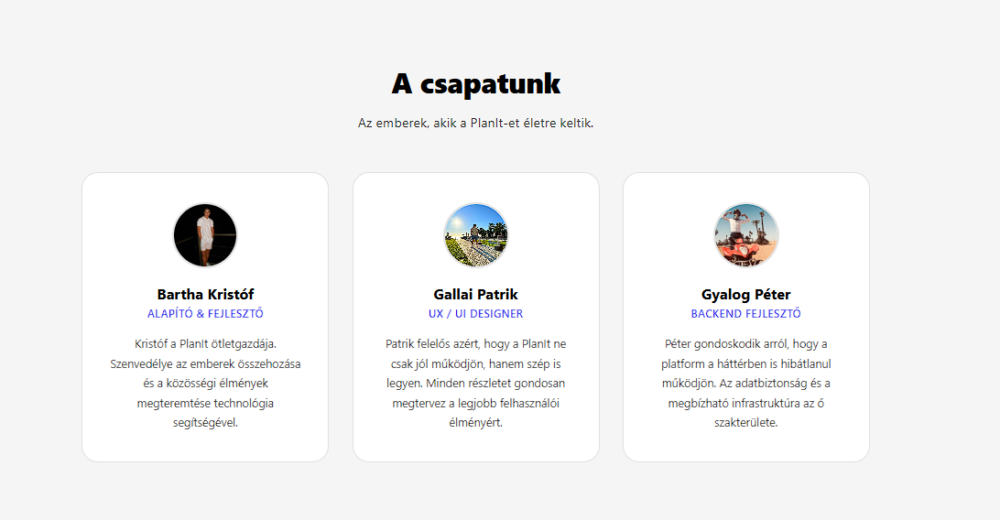 A csapatunk
Az emberek, akik a PlanIt-et életre keltik.
Bartha Kristóf
ALAPÍTÓ & FEJLESZTŐ
Kristóf a PlanIt ötletgazdája.
Szenvedélye az emberek összehozása
és a közösségi élmények
megteremtése technológia
segítségével.
Gallai Patrik
UX / UI DESIGNER
Patrik felelős azért, hogy a PlanIt ne
csak jól működjön, hanem szép is
legyen. Minden részletet gondosan
megtervez a legjobb felhasználói
élményért.
Gyalog Péter
BACKEND FEJLESZTŐ
Péter gondoskodik arról, hogy a
platform a háttérben is hibátlanul
működjön. Az adatbiztonság és a
megbízható infrastruktúra az ő
szakterülete.